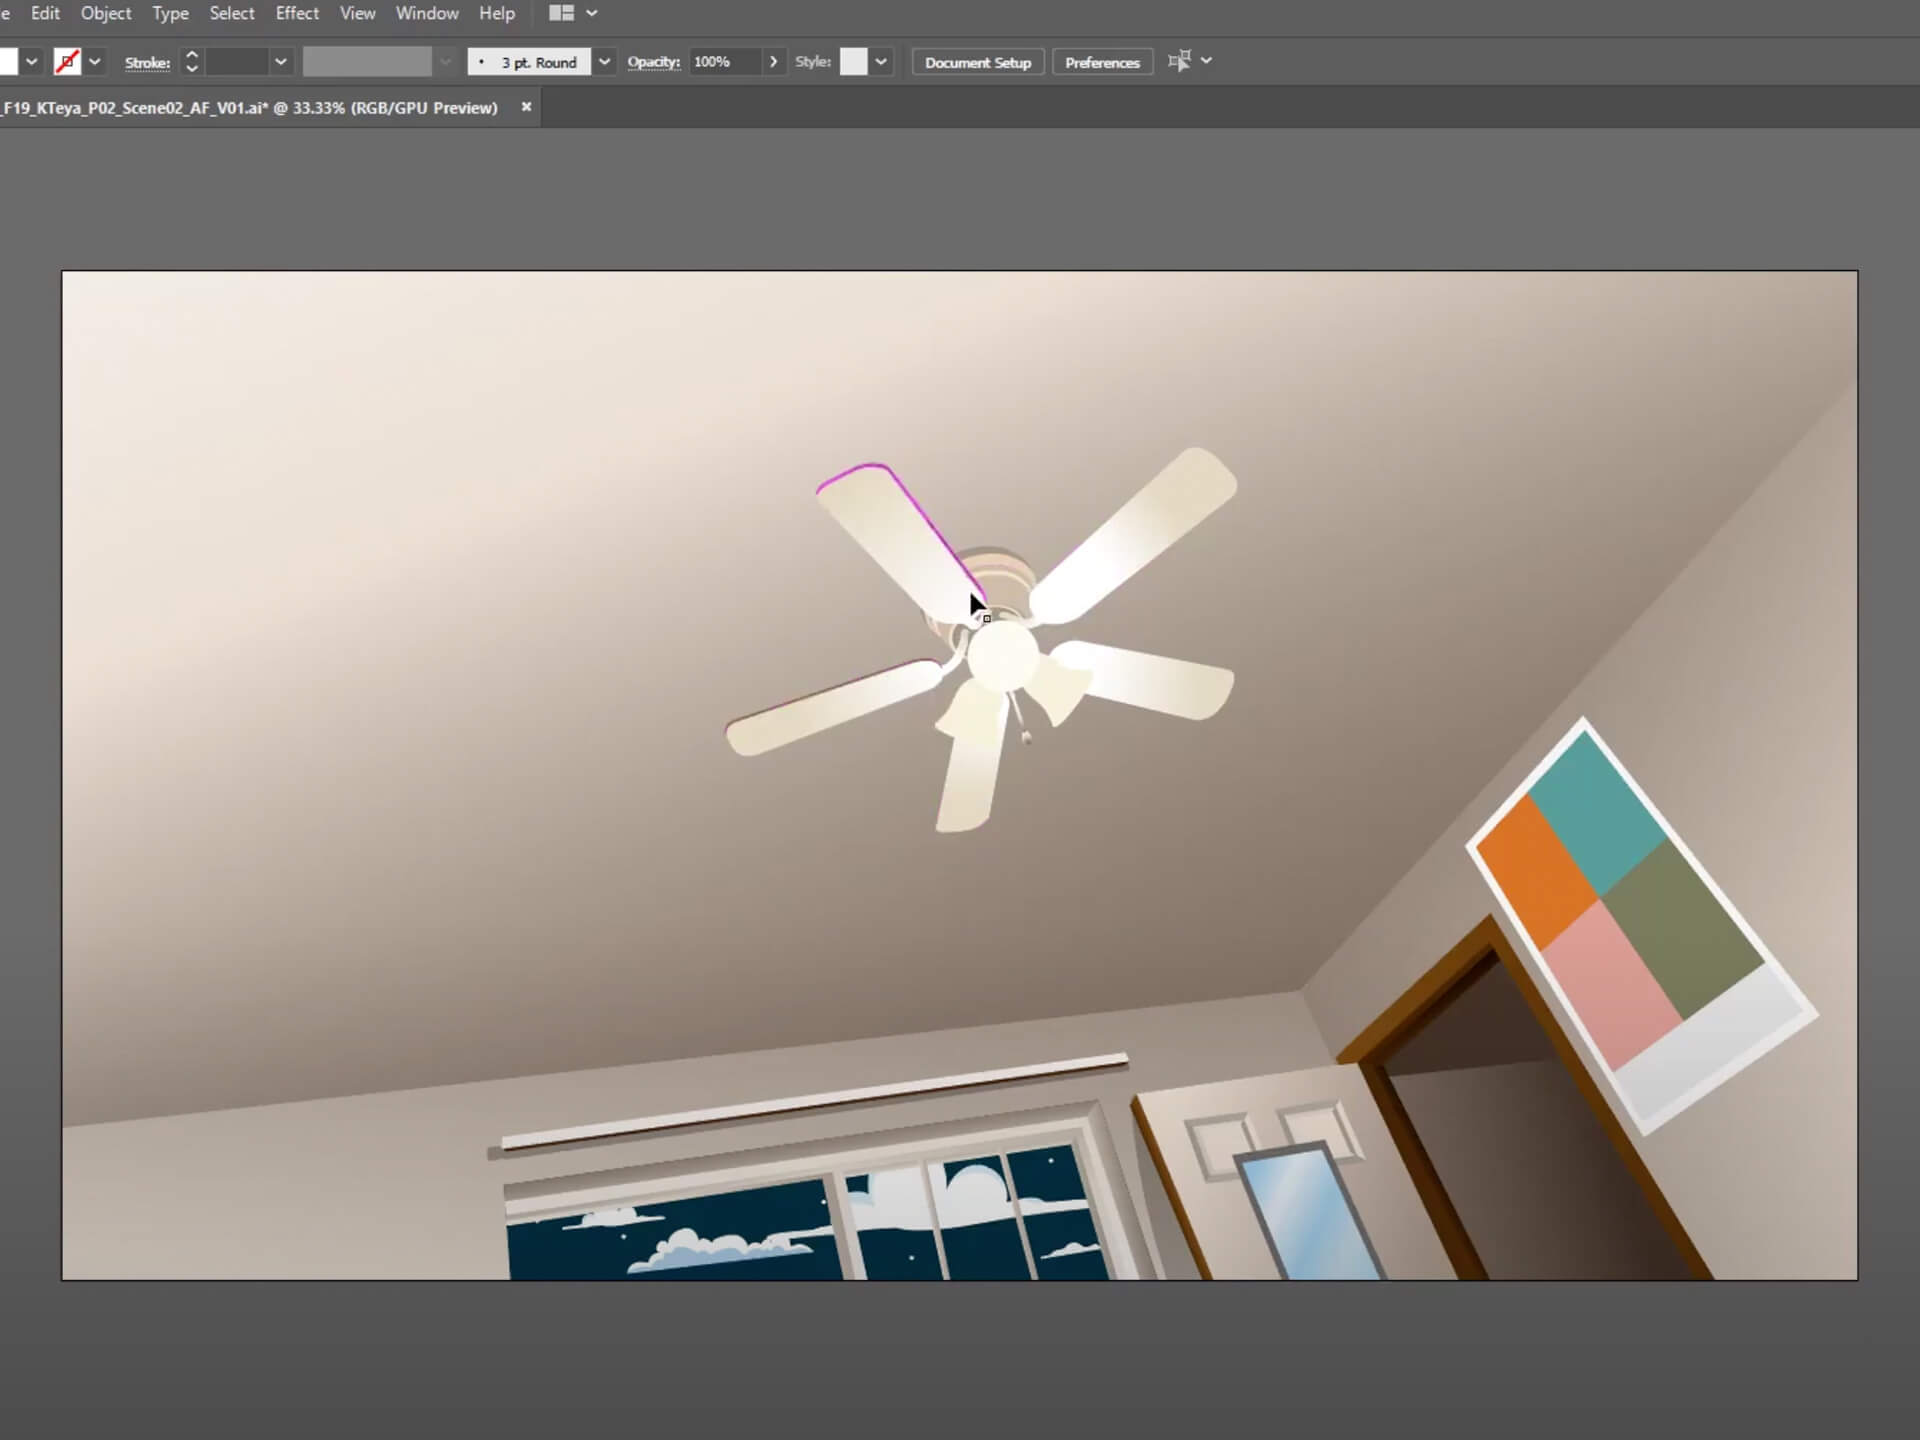 Edit Object Type Select Effect View Window Help
Stroke: 3 pt. Round Opacity: 100% Style: Document Setup Preferences
_F19_KTeya_P02_Scene02_AF_V01.ai* @ 33.33% (RGB/GPU Preview)